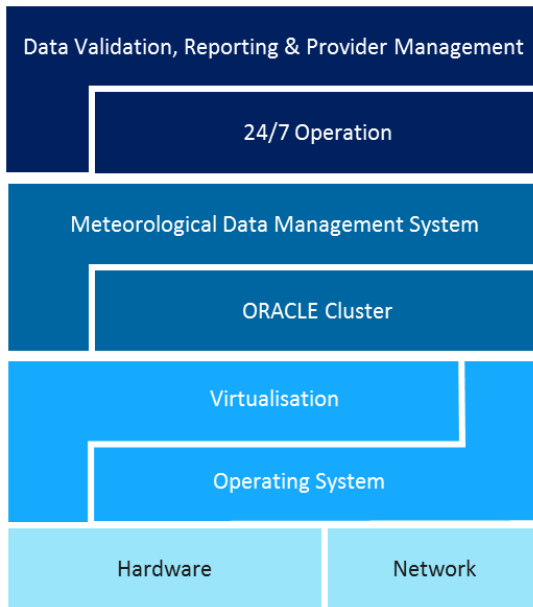 Data Validation, Reporting & Provider Management
24/7 Operation
Meteorological Data Management System
ORACLE Cluster
Virtualisation
Operating System
Hardware
Network